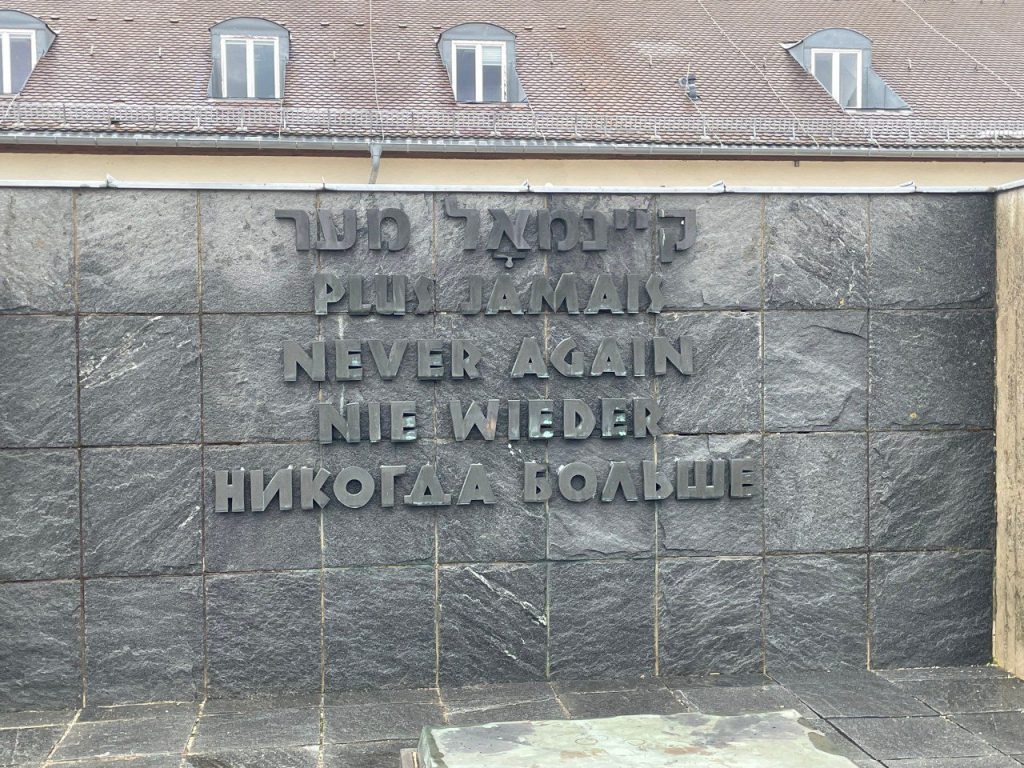 קיינמאָל מער
PLUS JAMAIS
NEVER AGAIN
NIE WIEDER
НИКОГДА БОЛЬШЕ